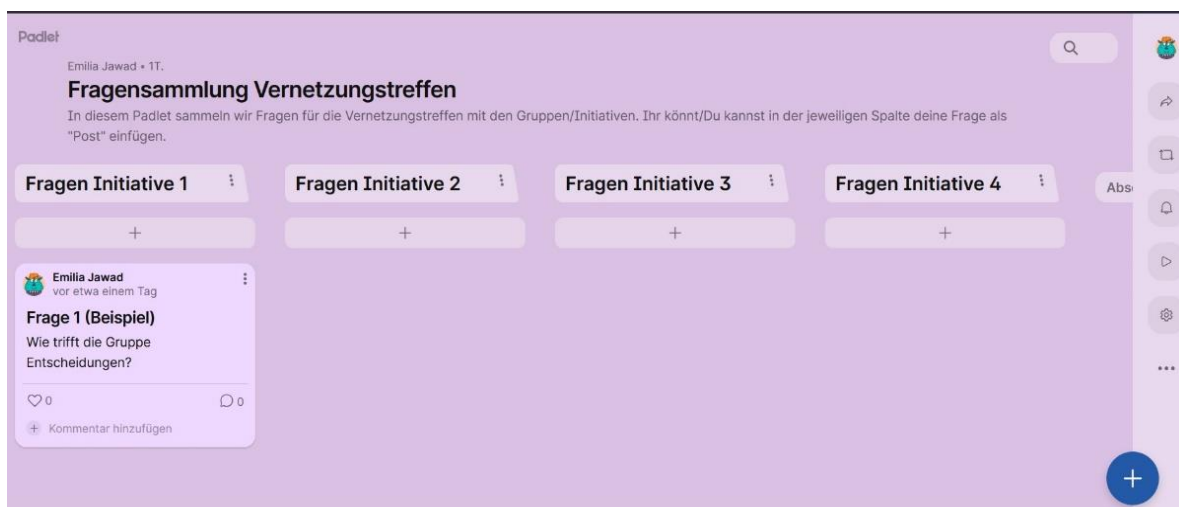 Padlet
Emilia Jawad • 1T.
Fragensammlung Vernetzungstreffen
In diesem Padlet sammeln wir Fragen für die Vernetzungstreffen mit den Gruppen/Initiativen. Ihr könnt/Du kannst in der jeweiligen Spalte deine Frage als
"Post" einfügen.
Fragen Initiative 1
Fragen Initiative 2
Fragen Initiative 3
Fragen Initiative 4
Abs
Emilia Jawad
vor etwa einem Tag
Frage 1 (Beispiel)
Wie trifft die Gruppe
Entscheidungen?
0
0
Kommentar hinzufügen